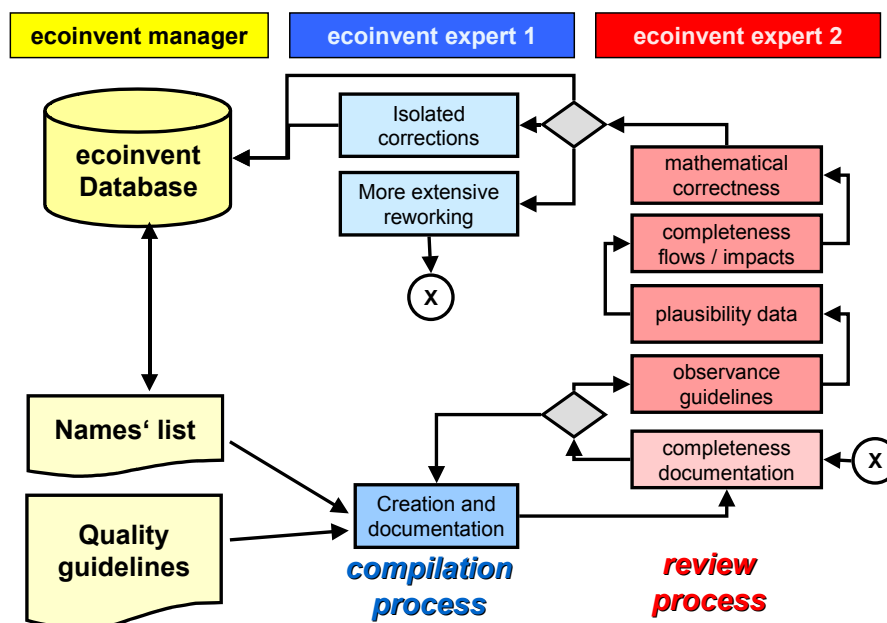 ecoinvent manager
ecoinvent expert 1
ecoinvent expert 2
ecoinvent
Database
Isolated
corrections
More extensive
reworking
X
mathematical
correctness
completeness
flows / impacts
plausibility data
observance
guidelines
completeness
documentation
X
Names‘ list
Quality
guidelines
Creation and
documentation
compilation
process
review
process